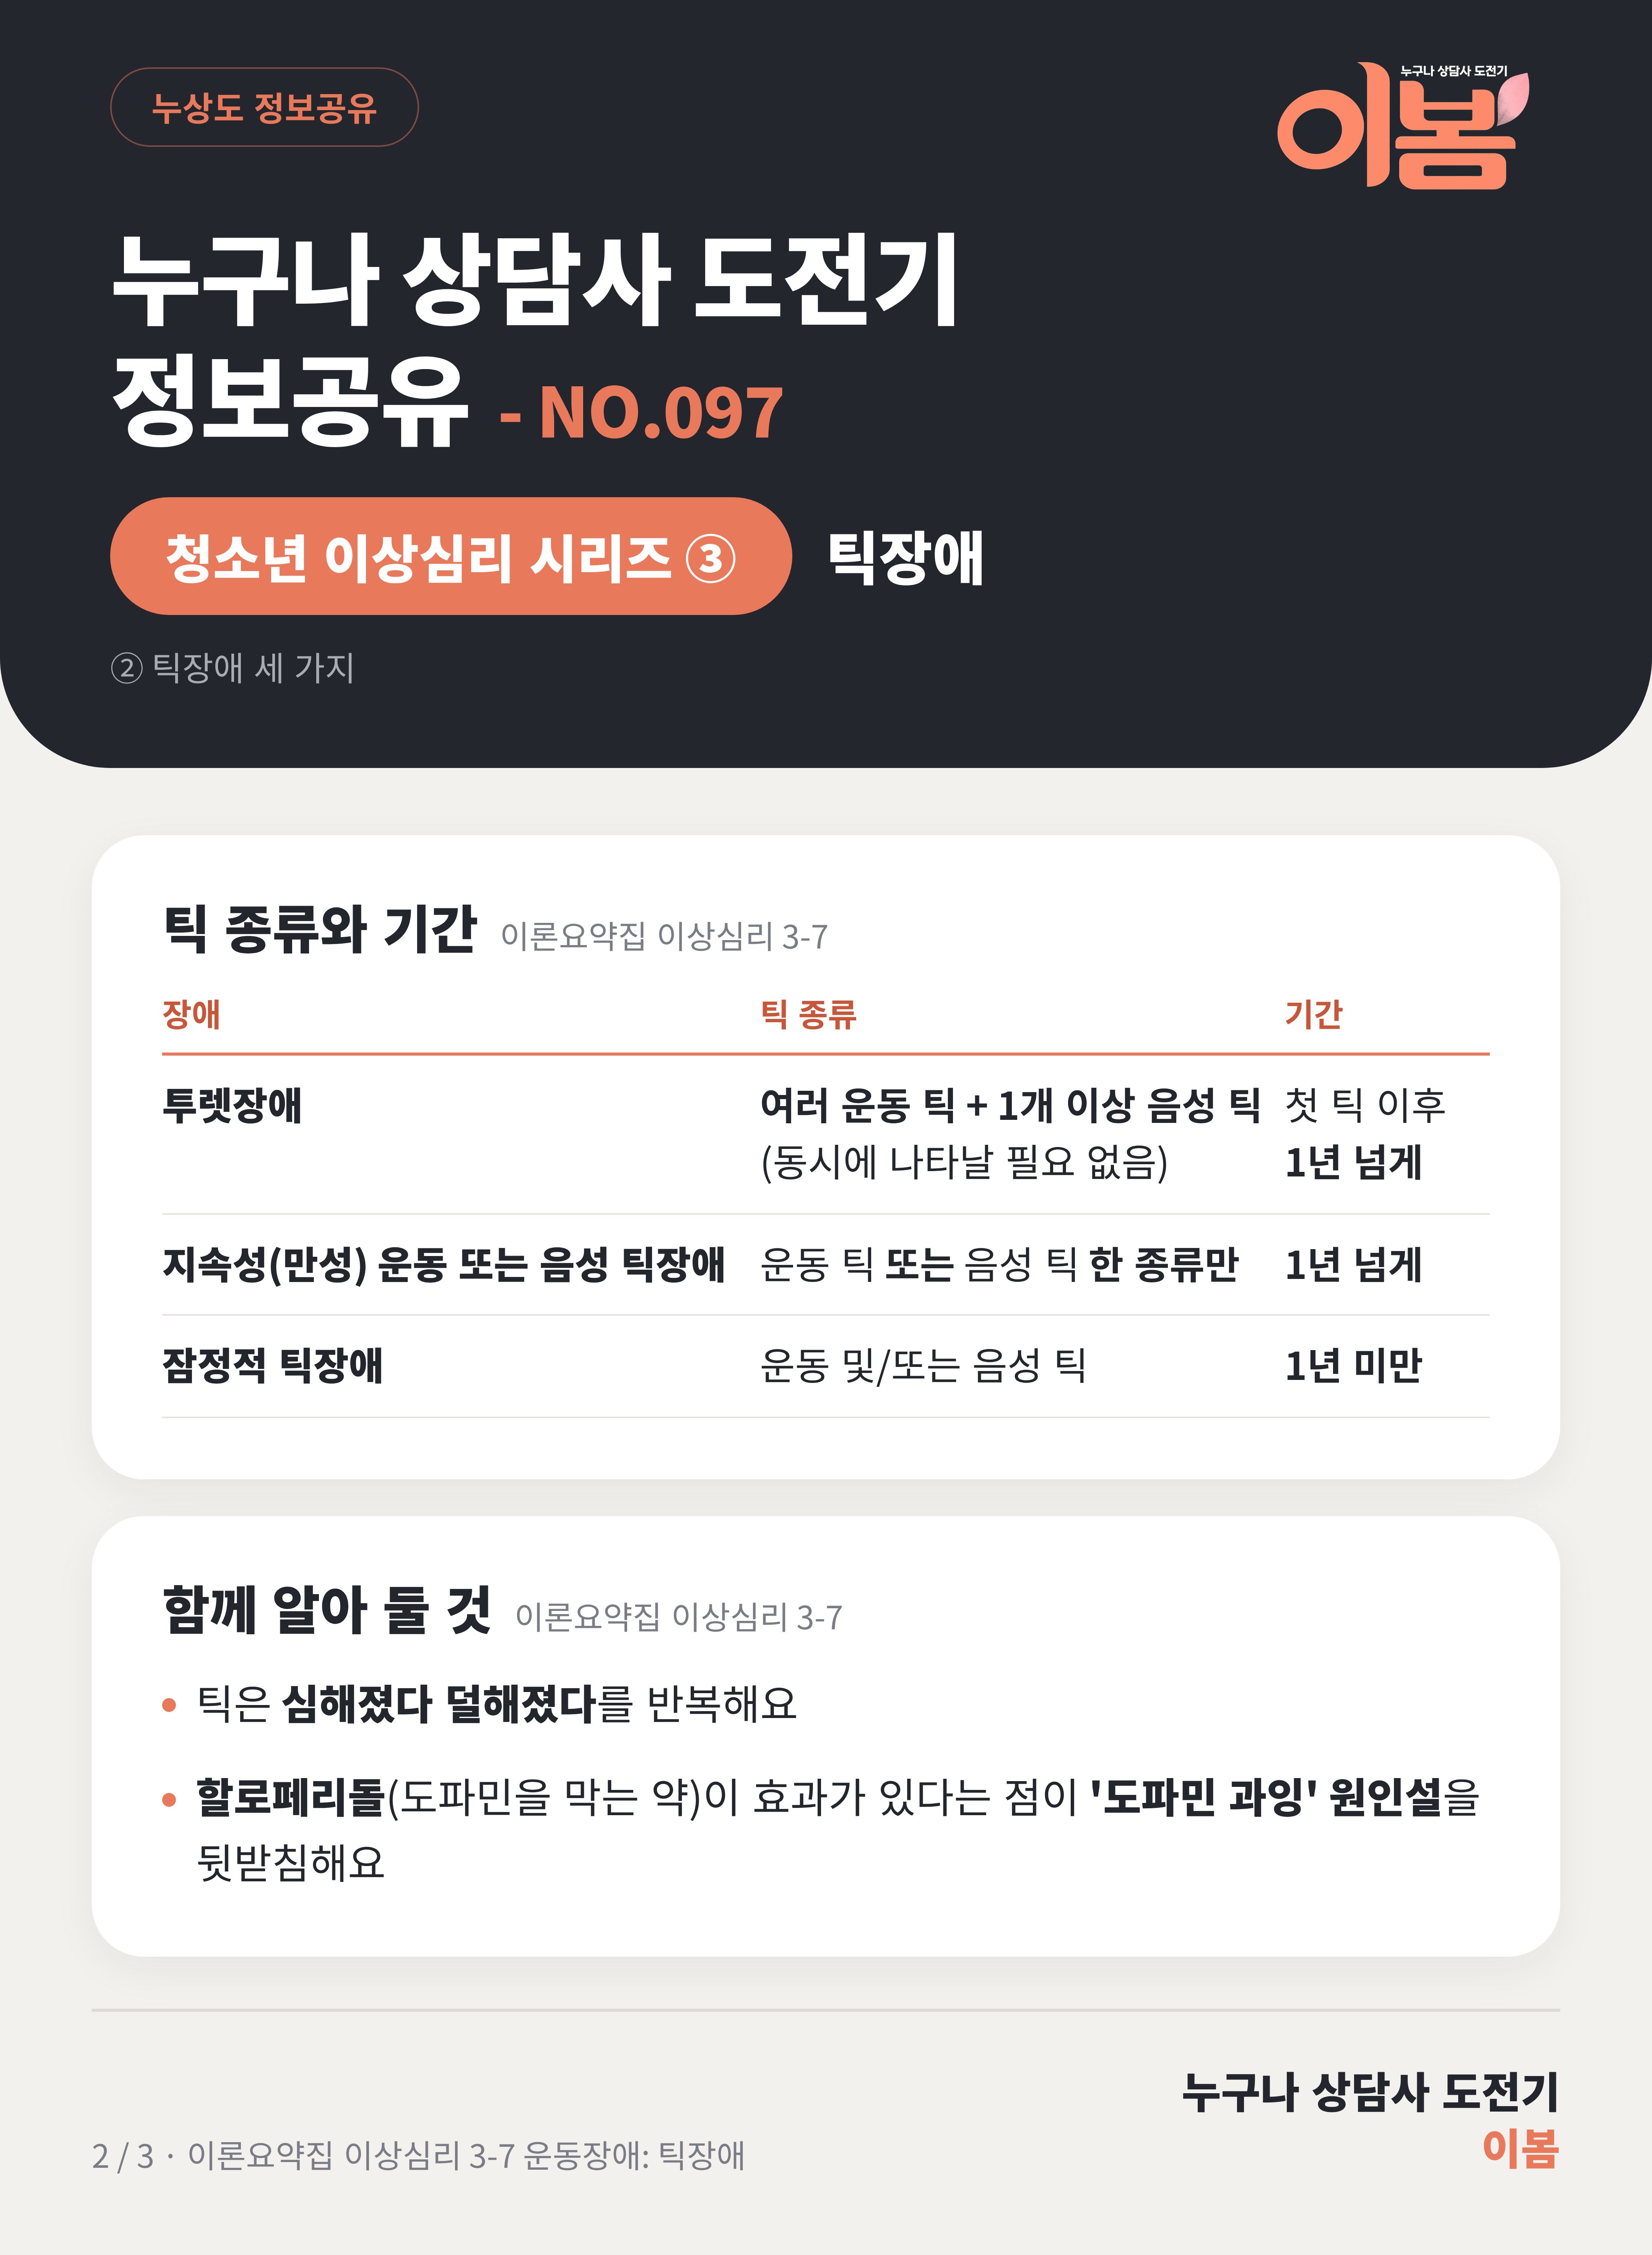 누상도 정보공유
누구나 상담사 도전기
이봄
누구나 상담사 도전기
정보공유 - NO.097
청소년 이상심리 시리즈 ③ 틱장애
② 틱장애 세 가지
틱 종류와 기간 이론요약집 이상심리 3-7
장애 틱 종류 기간
투렛장애 여러 운동 틱 + 1개 이상 음성 틱 첫 틱 이후
(동시에 나타날 필요 없음) 1년 넘게
지속성(만성) 운동 또는 음성 틱장애 운동 틱 또는 음성 틱 한 종류만 1년 넘게
잠정적 틱장애 운동 및/또는 음성 틱 1년 미만
함께 알아 둘 것 이론요약집 이상심리 3-7
• 틱은 심해졌다 덜해졌다를 반복해요
• 할로페리돌(도파민을 막는 약)이 효과가 있다는 점이 '도파민 과잉' 원인설을
뒷받침해요
누구나 상담사 도전기
2 / 3 · 이론요약집 이상심리 3-7 운동장애: 틱장애
이봄